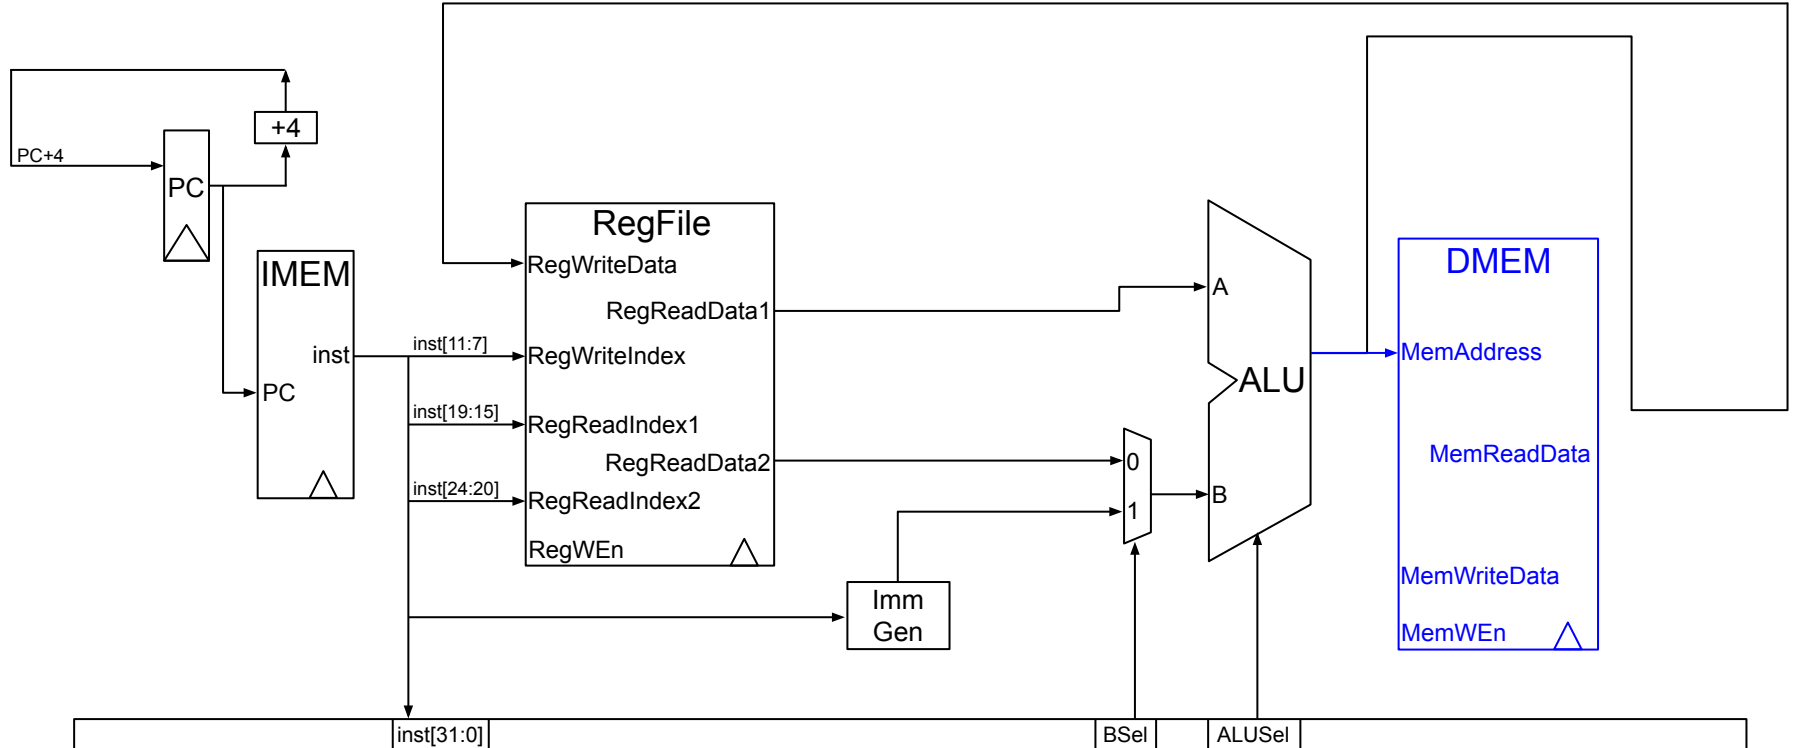 +4
PC+4
PC
RegFile
RegWriteData
IMEM
DMEM
RegReadData1
A
inst
inst[11:7]
RegWriteIndex
MemAddress
ALU
PC
inst[19:15]
RegReadIndex1
RegReadData2
0
MemReadData
inst[24:20]
RegReadIndex2
B
1
RegWEn
Imm
Gen
MemWriteData
MemWEn
inst[31:0]
BSel
ALUSel